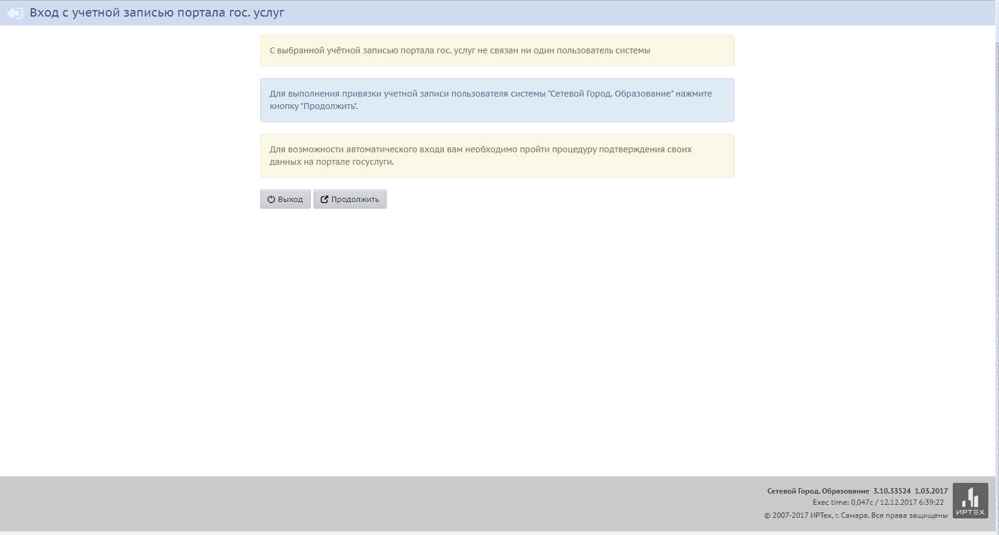 Вход с учетной записью портала гос. услуг
С выбранной учётной записью портала гос. услуг не связан ни один пользователь системы
Для выполнения привязки учетной записи пользователя системы "Сетевой Город. Образование" нажмите
кнопку "Продолжить".
Для возможности автоматического входа вам необходимо пройти процедуру подтверждения своих
данных на портале госуслуги.
Выход Продолжить
Сетевой Город. Образование 3.10.33524 1.03.2017
Exec time: 0,047с / 12.12.2017 6:39:22
© 2007-2017 ИРТех, г. Самара. Все права защищены
ИРТЕХ